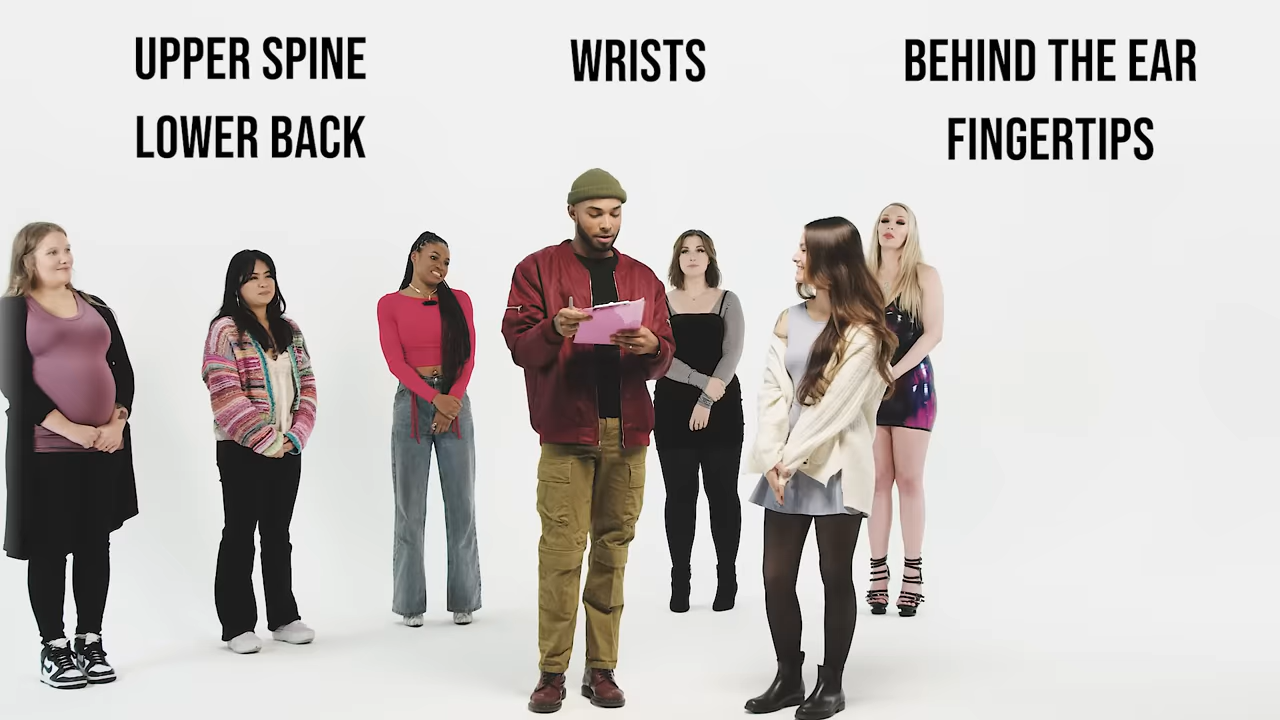 UPPER SPINE
LOWER BACK
WRISTS
BEHIND THE EAR
FINGERTIPS